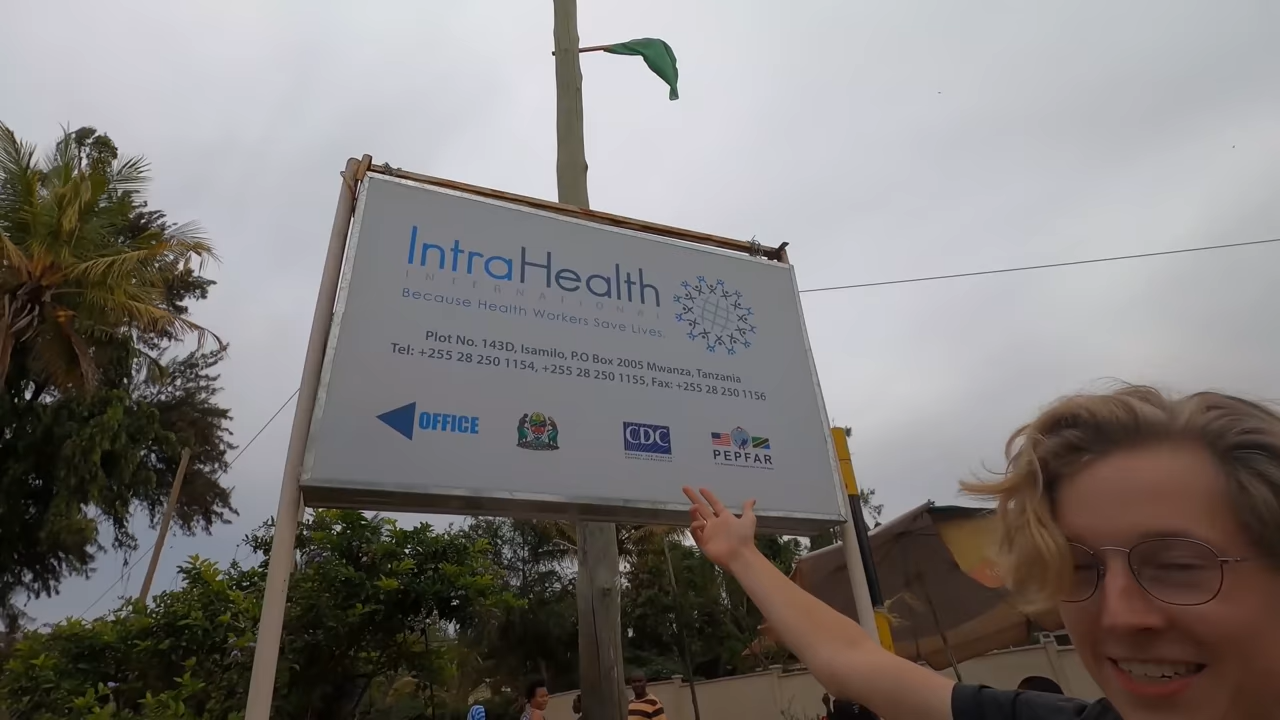 IntraHealth
INTERNATIONAL
Because Health Workers Save Lives.
Plot No. 143D, Isamilo, P.O Box 2005 Mwanza, Tanzania
Tel: +255 28 250 1154, +255 28 250 1155, Fax: +255 28 250 1156
OFFICE
CDC
PEPFAR